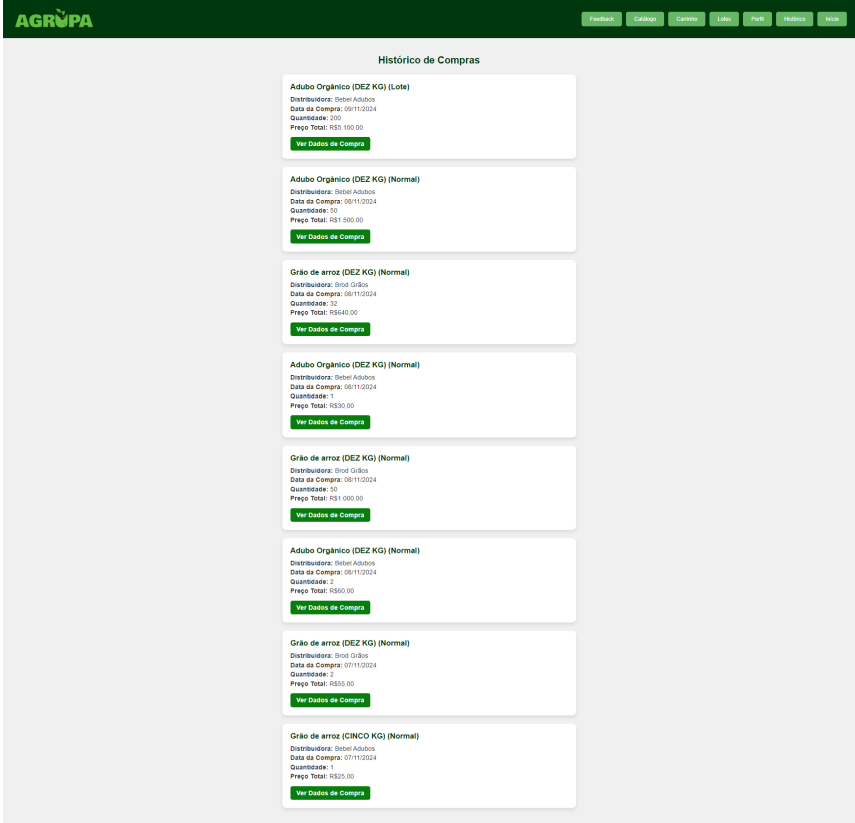 AGRUPA
Feedback Catálogo Carrinho Lotes Perfil Histórico Início
Histórico de Compras
Adubo Orgânico (DEZ KG) (Lote)
Distribuidora: Bebel Adubos
Data da Compra: 09/11/2024
Quantidade: 200
Preço Total: R$5.100,00
Ver Dados de Compra
Adubo Orgânico (DEZ KG) (Normal)
Distribuidora: Bebel Adubos
Data da Compra: 08/11/2024
Quantidade: 50
Preço Total: R$1.500,00
Ver Dados de Compra
Grão de arroz (DEZ KG) (Normal)
Distribuidora: Brod Grãos
Data da Compra: 08/11/2024
Quantidade: 32
Preço Total: R$640,00
Ver Dados de Compra
Adubo Orgânico (DEZ KG) (Normal)
Distribuidora: Bebel Adubos
Data da Compra: 08/11/2024
Quantidade: 1
Preço Total: R$30,00
Ver Dados de Compra
Grão de arroz (DEZ KG) (Normal)
Distribuidora: Brod Grãos
Data da Compra: 08/11/2024
Quantidade: 50
Preço Total: R$1.000,00
Ver Dados de Compra
Adubo Orgânico (DEZ KG) (Normal)
Distribuidora: Bebel Adubos
Data da Compra: 08/11/2024
Quantidade: 2
Preço Total: R$60,00
Ver Dados de Compra
Grão de arroz (DEZ KG) (Normal)
Distribuidora: Brod Grãos
Data da Compra: 07/11/2024
Quantidade: 2
Preço Total: R$55,00
Ver Dados de Compra
Grão de arroz (CINCO KG) (Normal)
Distribuidora: Bebel Adubos
Data da Compra: 07/11/2024
Quantidade: 1
Preço Total: R$25,00
Ver Dados de Compra